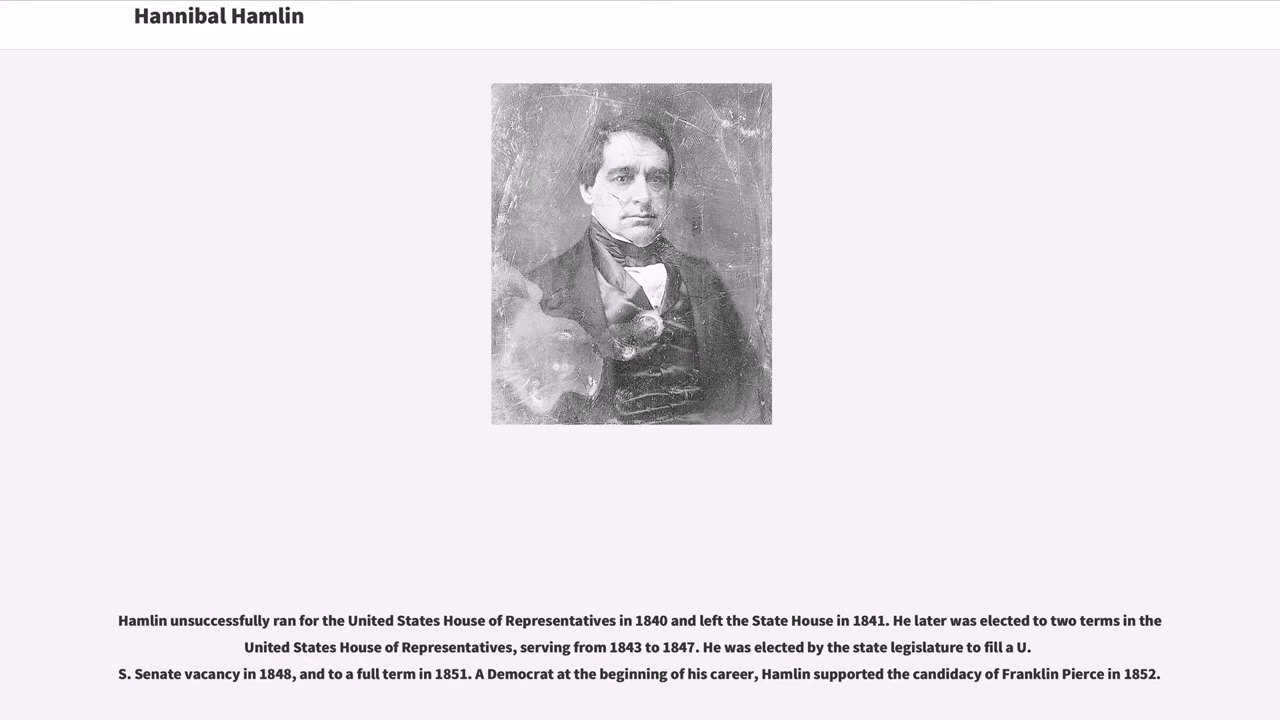 Hannibal Hamlin
Hamlin unsuccessfully ran for the United States House of Representatives in 1840 and left the State House in 1841. He later was elected to two terms in the
United States House of Representatives, serving from 1843 to 1847. He was elected by the state legislature to fill a U.
S. Senate vacancy in 1848, and to a full term in 1851. A Democrat at the beginning of his career, Hamlin supported the candidacy of Franklin Pierce in 1852.